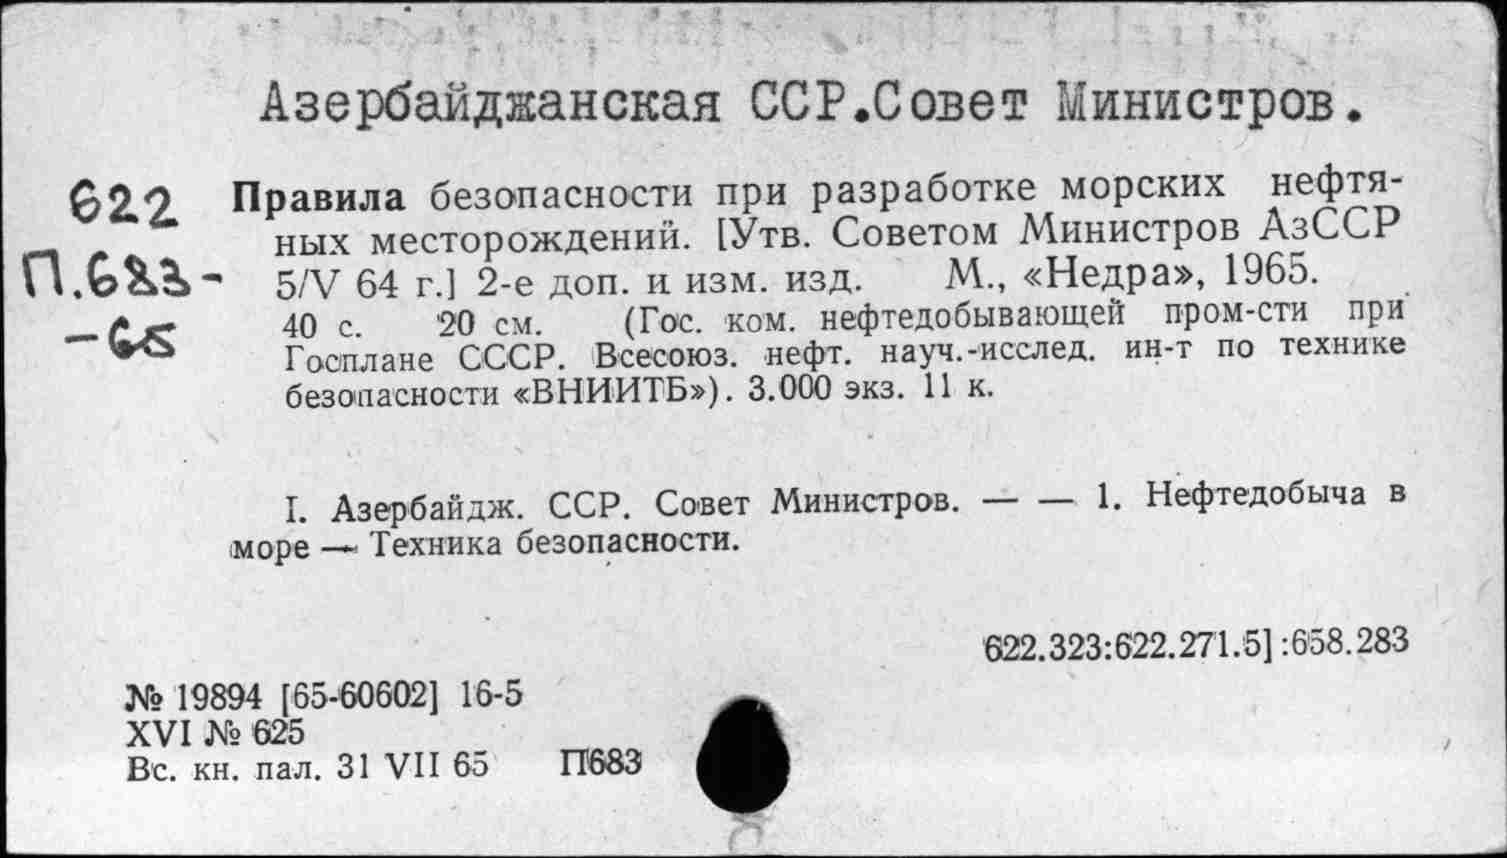 Азербайджанская ССР.Совет Министров.
622
П.622-
-65
Правила безопасности при разработке морских нефтя-
ных месторождений. [Утв. Советом Министров АзССР
5/V 64 г.] 2-е доп. и изм. изд. М., «Недра», 1965.
40 с. 20 см. (Гос. ком. нефтедобывающей пром-сти при
Госплане СССР. Всесоюз. нефт. науч.-исслед. ин-т по технике
безопасности «ВНИИТБ»). 3.000 экз. 11 к.
I. Азербайдж. ССР. Совет Министров. — — 1. Нефтедобыча в
море — Техника безопасности.
622.323:622.271.5]:658.283
№ 19894 [65-60602] 16-5
XVI № 625
Вс. кн. пал. 31 VII 65 П683